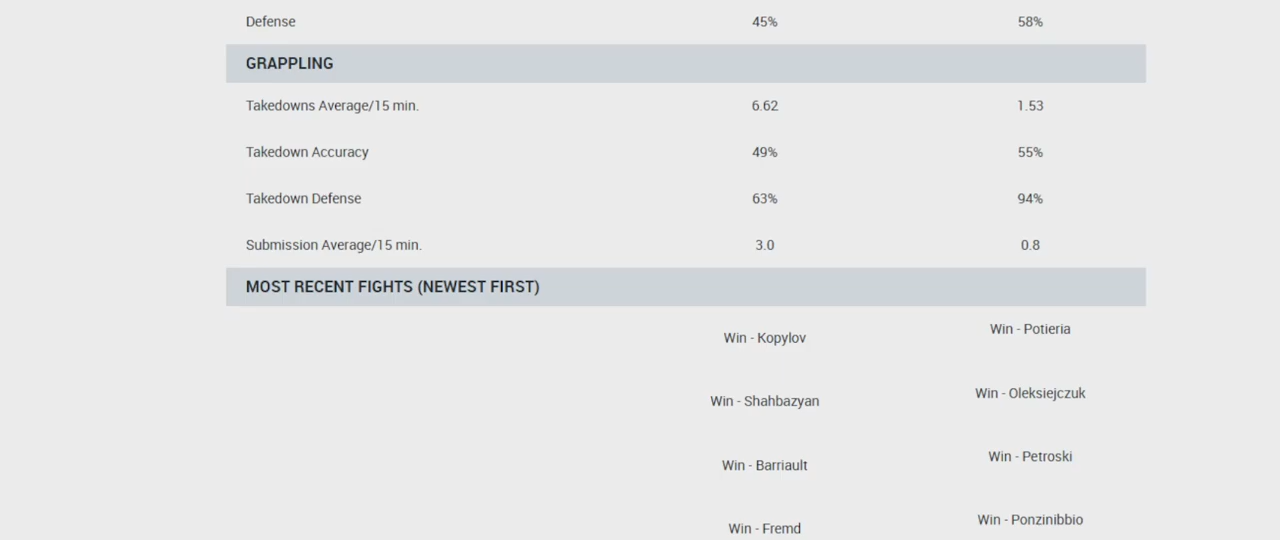 Defense 45% 58%
GRAPPLING
Takedowns Average/15 min. 6.62 1.53
Takedown Accuracy 49% 55%
Takedown Defense 63% 94%
Submission Average/15 min. 3.0 0.8
MOST RECENT FIGHTS (NEWEST FIRST)
Win - Kopylov Win - Potieria
Win - Shahbazyan Win - Oleksiejczuk
Win - Barriault Win - Petroski
Win - Fremd Win - Ponzinibbio